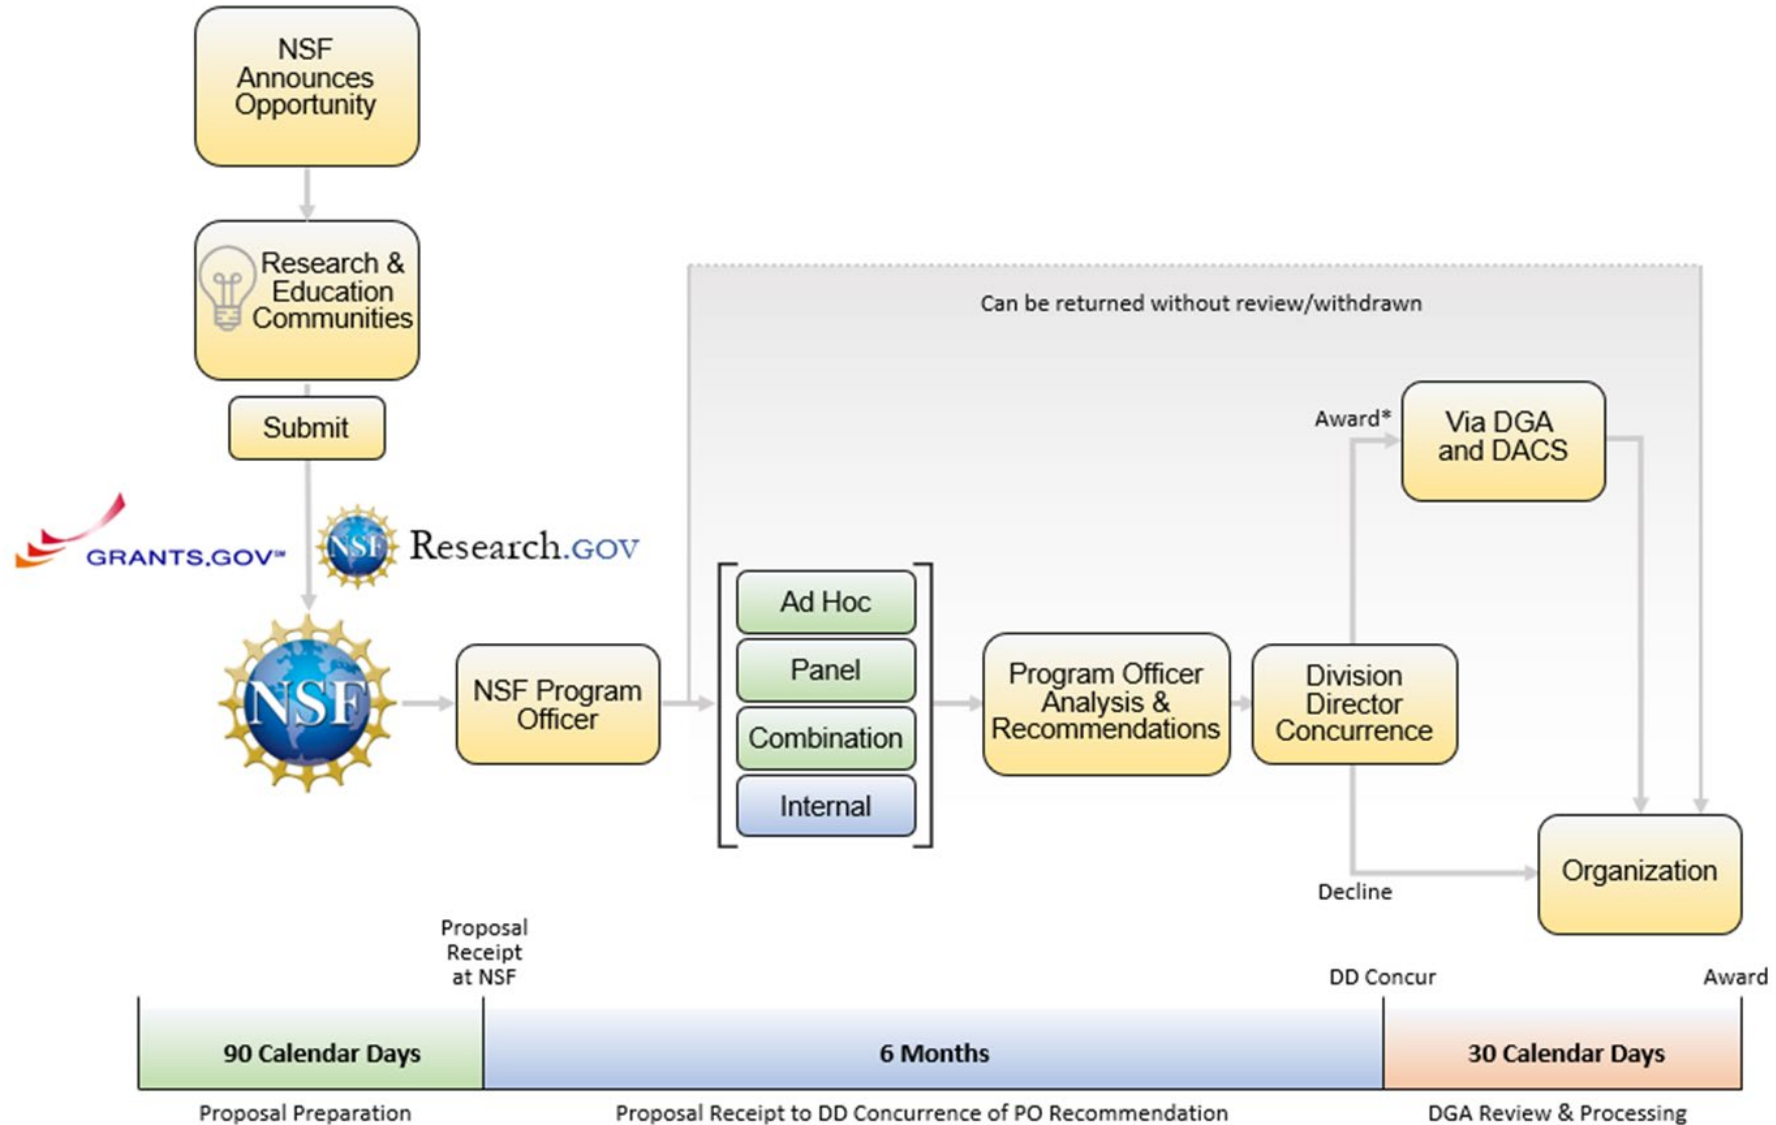 NSF
Announces
Opportunity
Research &
Education
Communities
Submit
GRANTS.GOV℠
NSF
Research.GOV
NSF
NSF Program
Officer
Can be returned without review/withdrawn
Ad Hoc
Panel
Combination
Internal
Program Officer
Analysis &
Recommendations
Division
Director
Concurrence
Award*
Via DGA
and DACS
Decline
Organization
Proposal
Receipt
at NSF
DD Concur
Award
90 Calendar Days
6 Months
30 Calendar Days
Proposal Preparation
Proposal Receipt to DD Concurrence of PO Recommendation
DGA Review & Processing